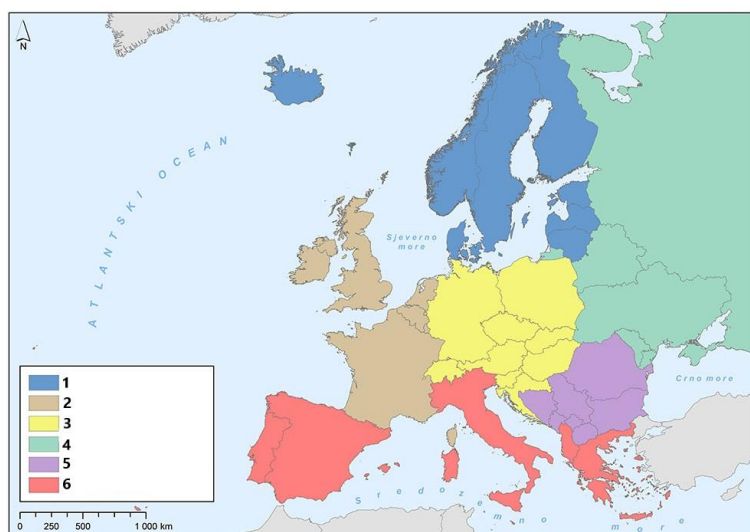 N
ATLANTSKI OCEAN
Sjeverno
more
Crno more
Sredozemno more
1
2
3
4
5
6
0 250 500 1 000 km